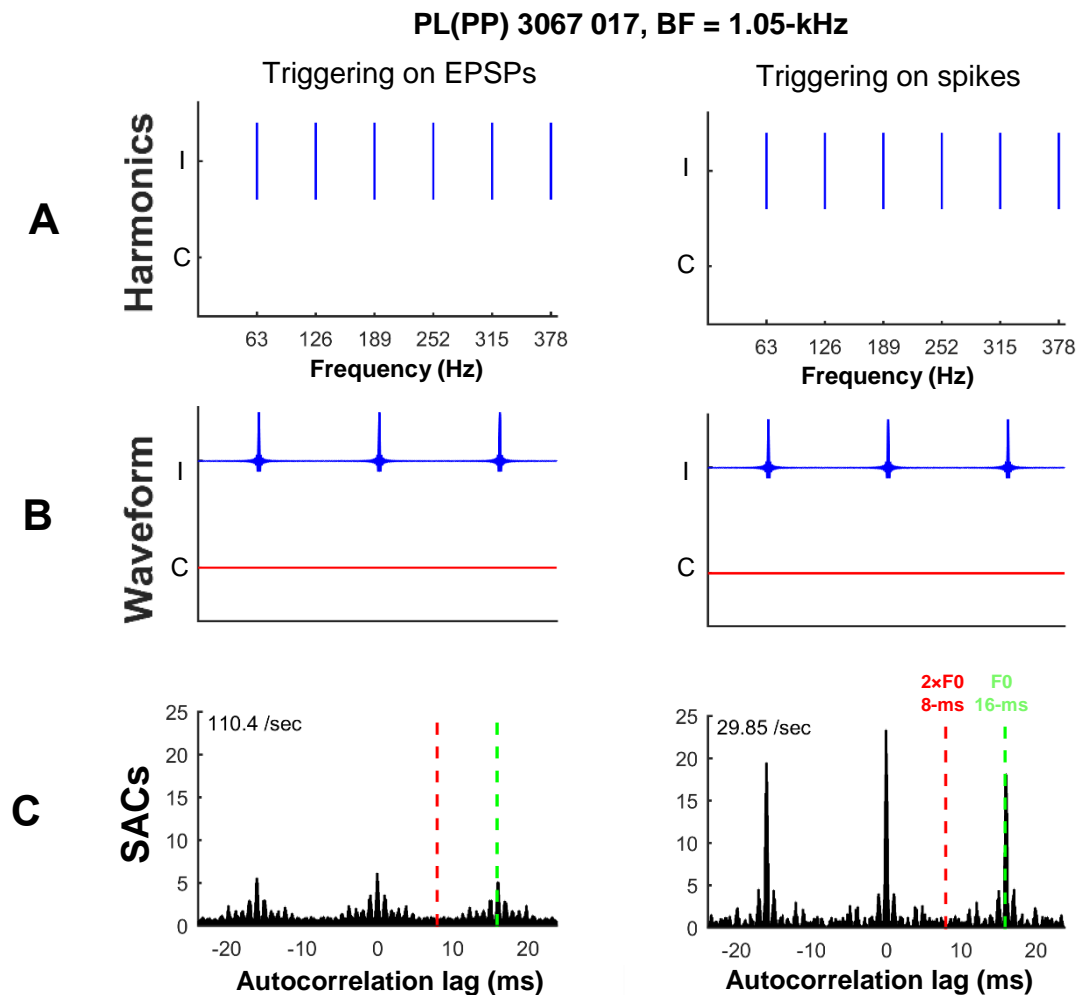 PL(PP) 3067 017, BF = 1.05-kHz
Triggering on EPSPs
Triggering on spikes
A
Harmonics
I
C
63 126 189 252 315 378
Frequency (Hz)
I
C
63 126 189 252 315 378
Frequency (Hz)
B
Waveform
I
C
I
C
C
SACs
25
20
15
10
5
0
110.4 /sec
-20 -10 0 10 20
Autocorrelation lag (ms)
2×F0
8-ms
F0
16-ms
25
20
15
10
5
0
29.85 /sec
-20 -10 0 10 20
Autocorrelation lag (ms)